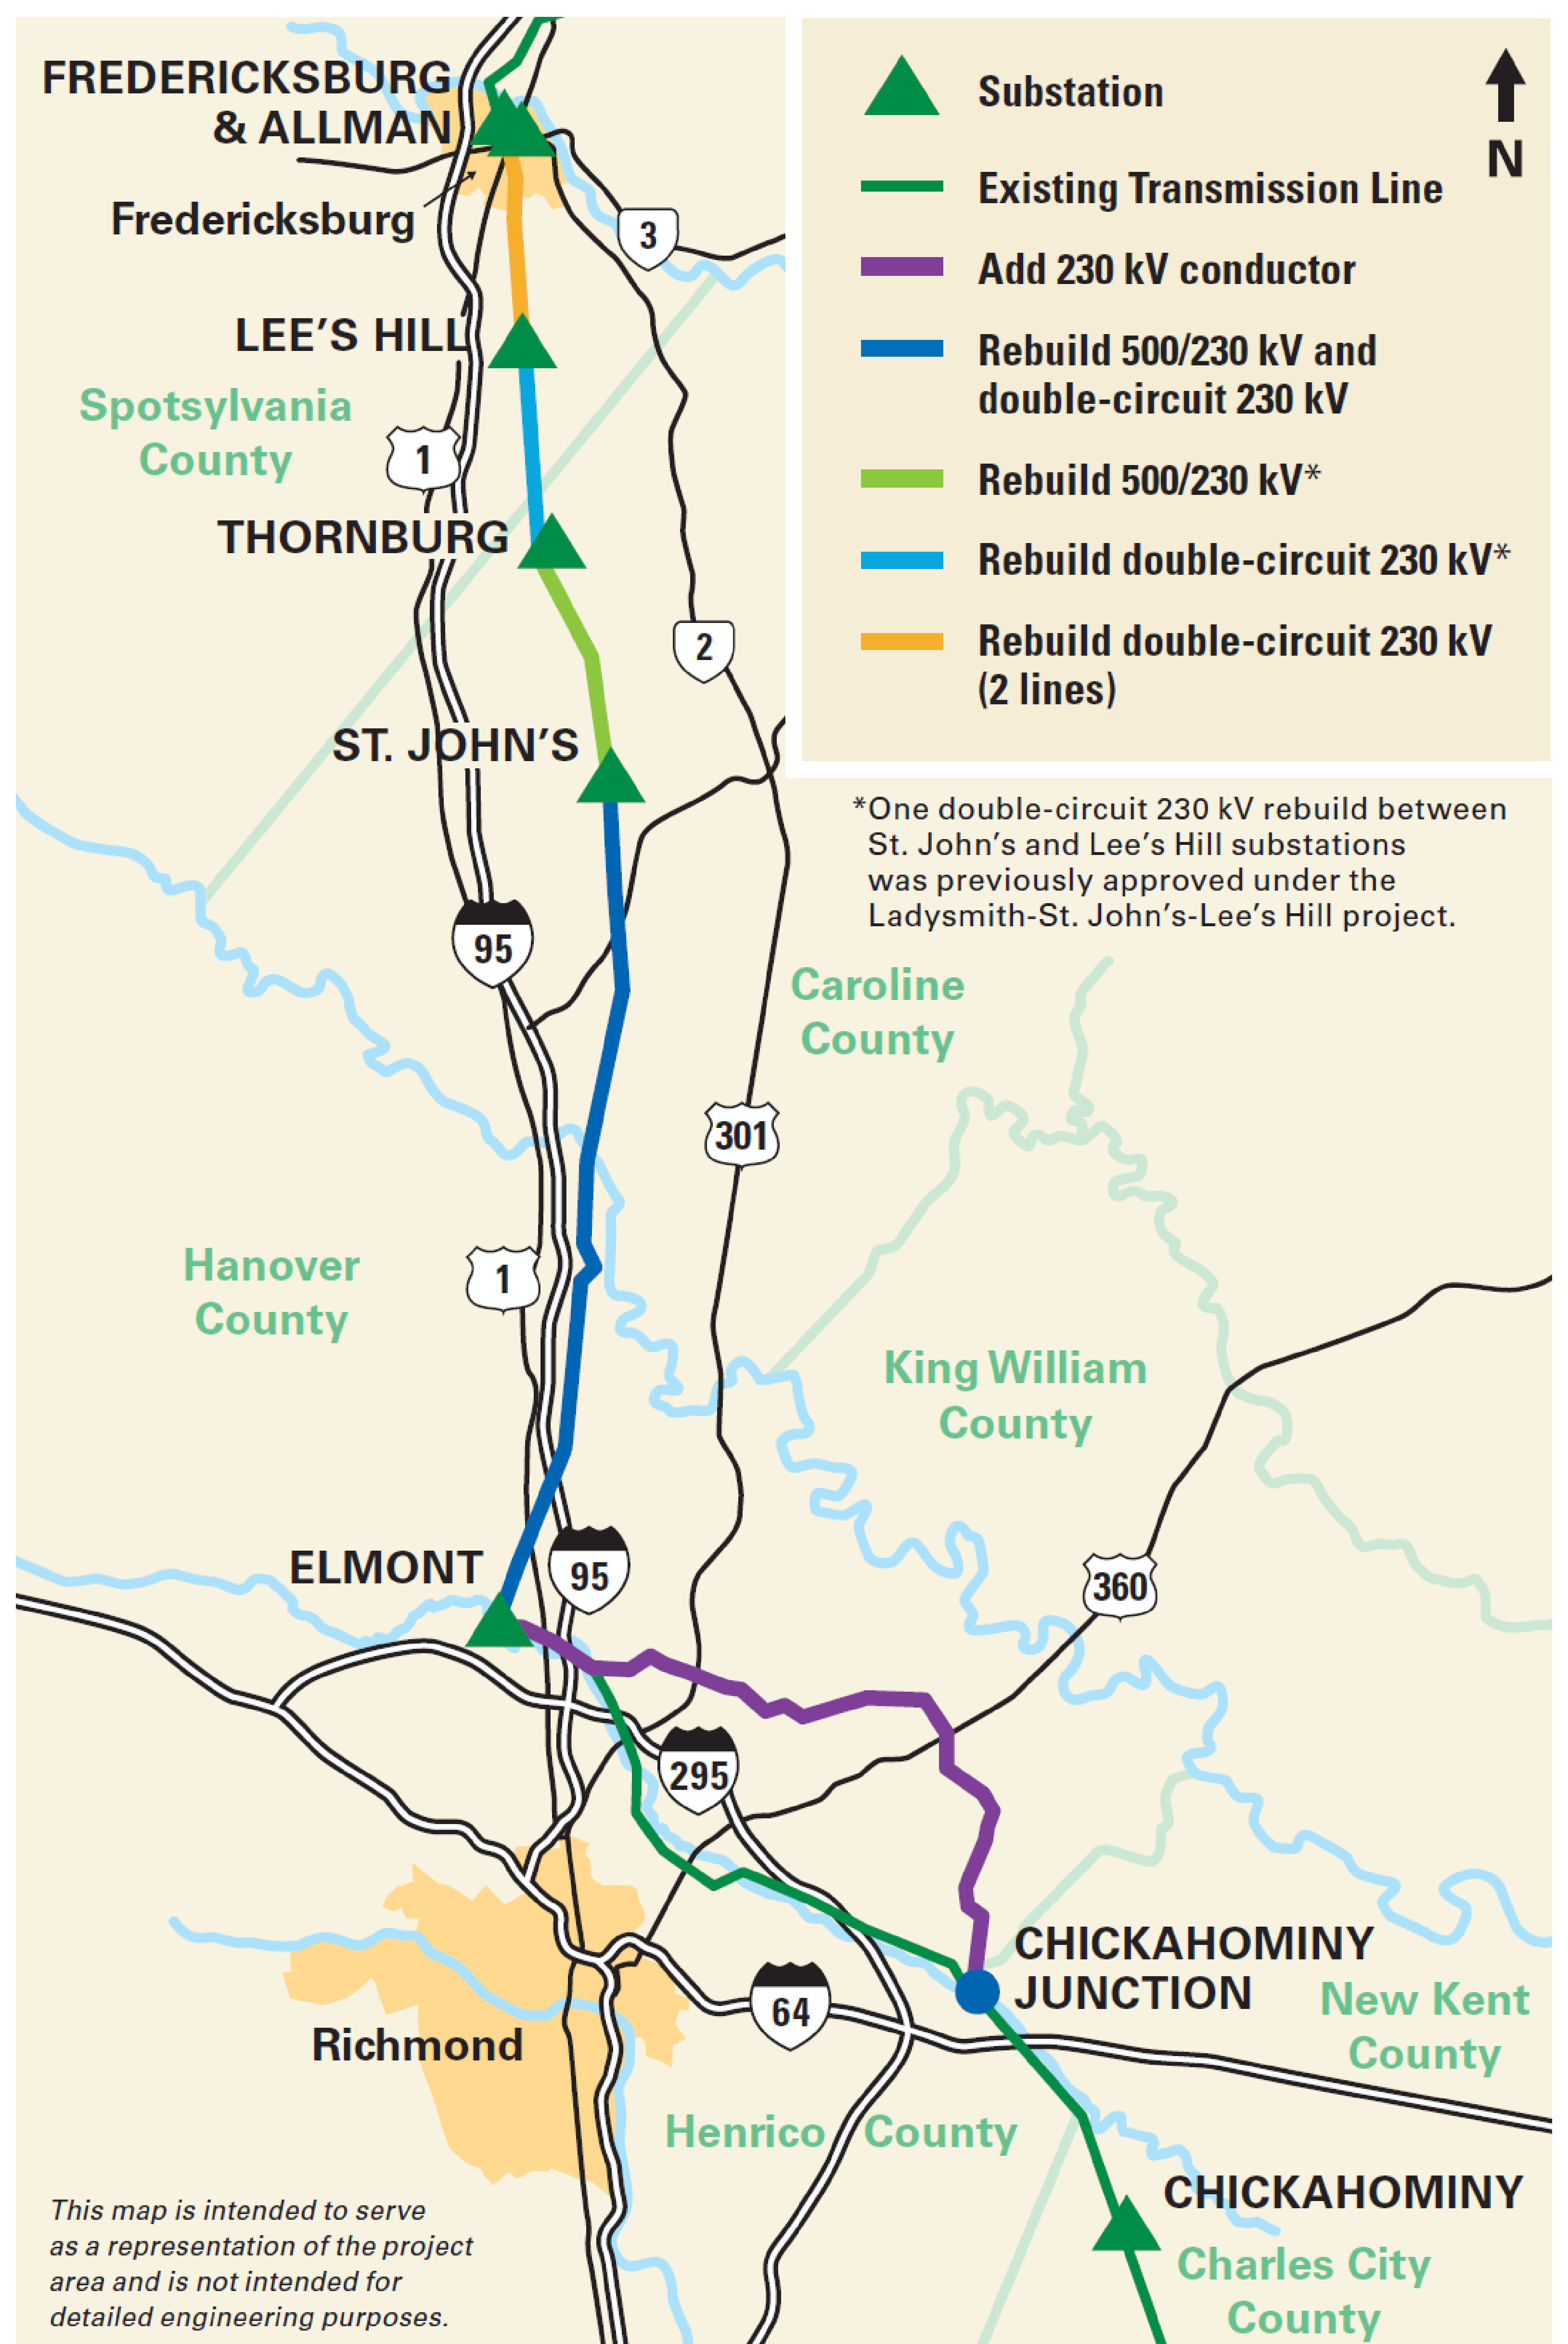 FREDERICKSBURG
& ALLMAN
Fredericksburg
3
LEE'S HILL
Spotsylvania
County
1
THORNBURG
2
ST. JOHN'S
95
Substation
N
Existing Transmission Line
Add 230 kV conductor
Rebuild 500/230 kV and
double-circuit 230 kV
Rebuild 500/230 kV*
Rebuild double-circuit 230 kV*
Rebuild double-circuit 230 kV
(2 lines)
*One double-circuit 230 kV rebuild between
St. John's and Lee's Hill substations
was previously approved under the
Ladysmith-St. John's-Lee's Hill project.
Caroline
County
301
Hanover
County
1
King William
County
ELMONT
95
360
295
CHICKAHOMINY
JUNCTION
64
New Kent
County
Richmond
Henrico County
CHICKAHOMINY
Charles City
County
This map is intended to serve
as a representation of the project
area and is not intended for
detailed engineering purposes.